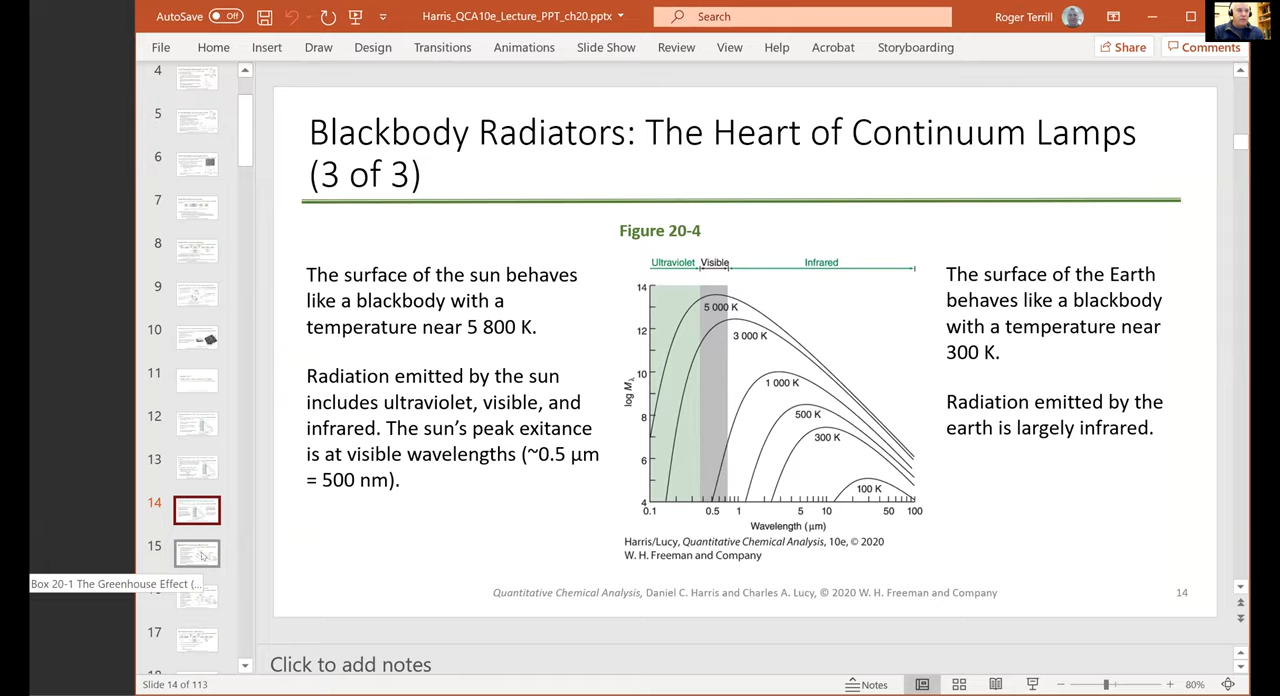 AutoSave Off Harris_QCA10e_Lecture_PPT_ch20.pptx Search Roger Terrill
File Home Insert Draw Design Transitions Animations Slide Show Review View Help Acrobat Storyboarding Share Comments
4
5
6
7
8
9
10
11
12
13
14
15
17
Box 20-1 The Greenhouse Effect (...
Blackbody Radiators: The Heart of Continuum Lamps
(3 of 3)
The surface of the sun behaves
like a blackbody with a
temperature near 5 800 K.
Radiation emitted by the sun
includes ultraviolet, visible, and
infrared. The sun's peak exitance
is at visible wavelengths (~0.5 µm
= 500 nm).
Figure 20-4
Ultraviolet Visible Infrared
14
12
10
8
6
4
log Mλ
5 000 K
3 000 K
1 000 K
500 K
300 K
100 K
0.1 0.5 1 5 10 50 100
Wavelength (µm)
Harris/Lucy, Quantitative Chemical Analysis, 10e, © 2020
W. H. Freeman and Company
The surface of the Earth
behaves like a blackbody
with a temperature near
300 K.
Radiation emitted by the
earth is largely infrared.
Quantitative Chemical Analysis, Daniel C. Harris and Charles A. Lucy, © 2020 W. H. Freeman and Company 14
Click to add notes
Slide 14 of 113 Notes 80%